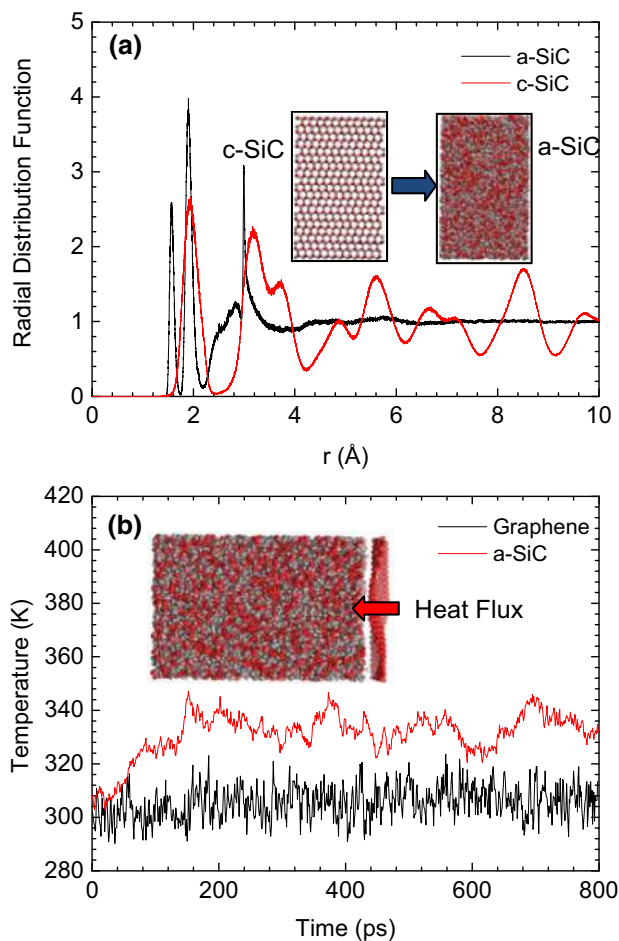 (a)
a-SiC
c-SiC
c-SiC
a-SiC
Radial Distribution Function
5
4
3
2
1
0
0 2 4 6 8 10
r (Å)
(b)
Graphene
a-SiC
Heat Flux
Temperature (K)
420
400
380
360
340
320
300
280
0 200 400 600 800
Time (ps)